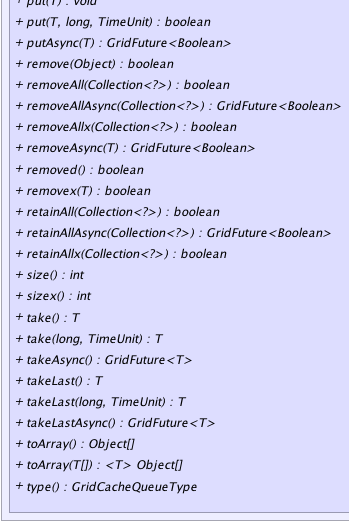 + put(T) : void
+ put(T, long, TimeUnit) : boolean
+ putAsync(T) : GridFuture<Boolean>
+ remove(Object) : boolean
+ removeAll(Collection<?>) : boolean
+ removeAllAsync(Collection<?>) : GridFuture<Boolean>
+ removeAllx(Collection<?>) : boolean
+ removeAsync(T) : GridFuture<Boolean>
+ removed() : boolean
+ removex(T) : boolean
+ retainAll(Collection<?>) : boolean
+ retainAllAsync(Collection<?>) : GridFuture<Boolean>
+ retainAllx(Collection<?>) : boolean
+ size() : int
+ sizex() : int
+ take() : T
+ take(long, TimeUnit) : T
+ takeAsync() : GridFuture<T>
+ takeLast() : T
+ takeLast(long, TimeUnit) : T
+ takeLastAsync() : GridFuture<T>
+ toArray() : Object[]
+ toArray(T[]) : <T> Object[]
+ type() : GridCacheQueueType